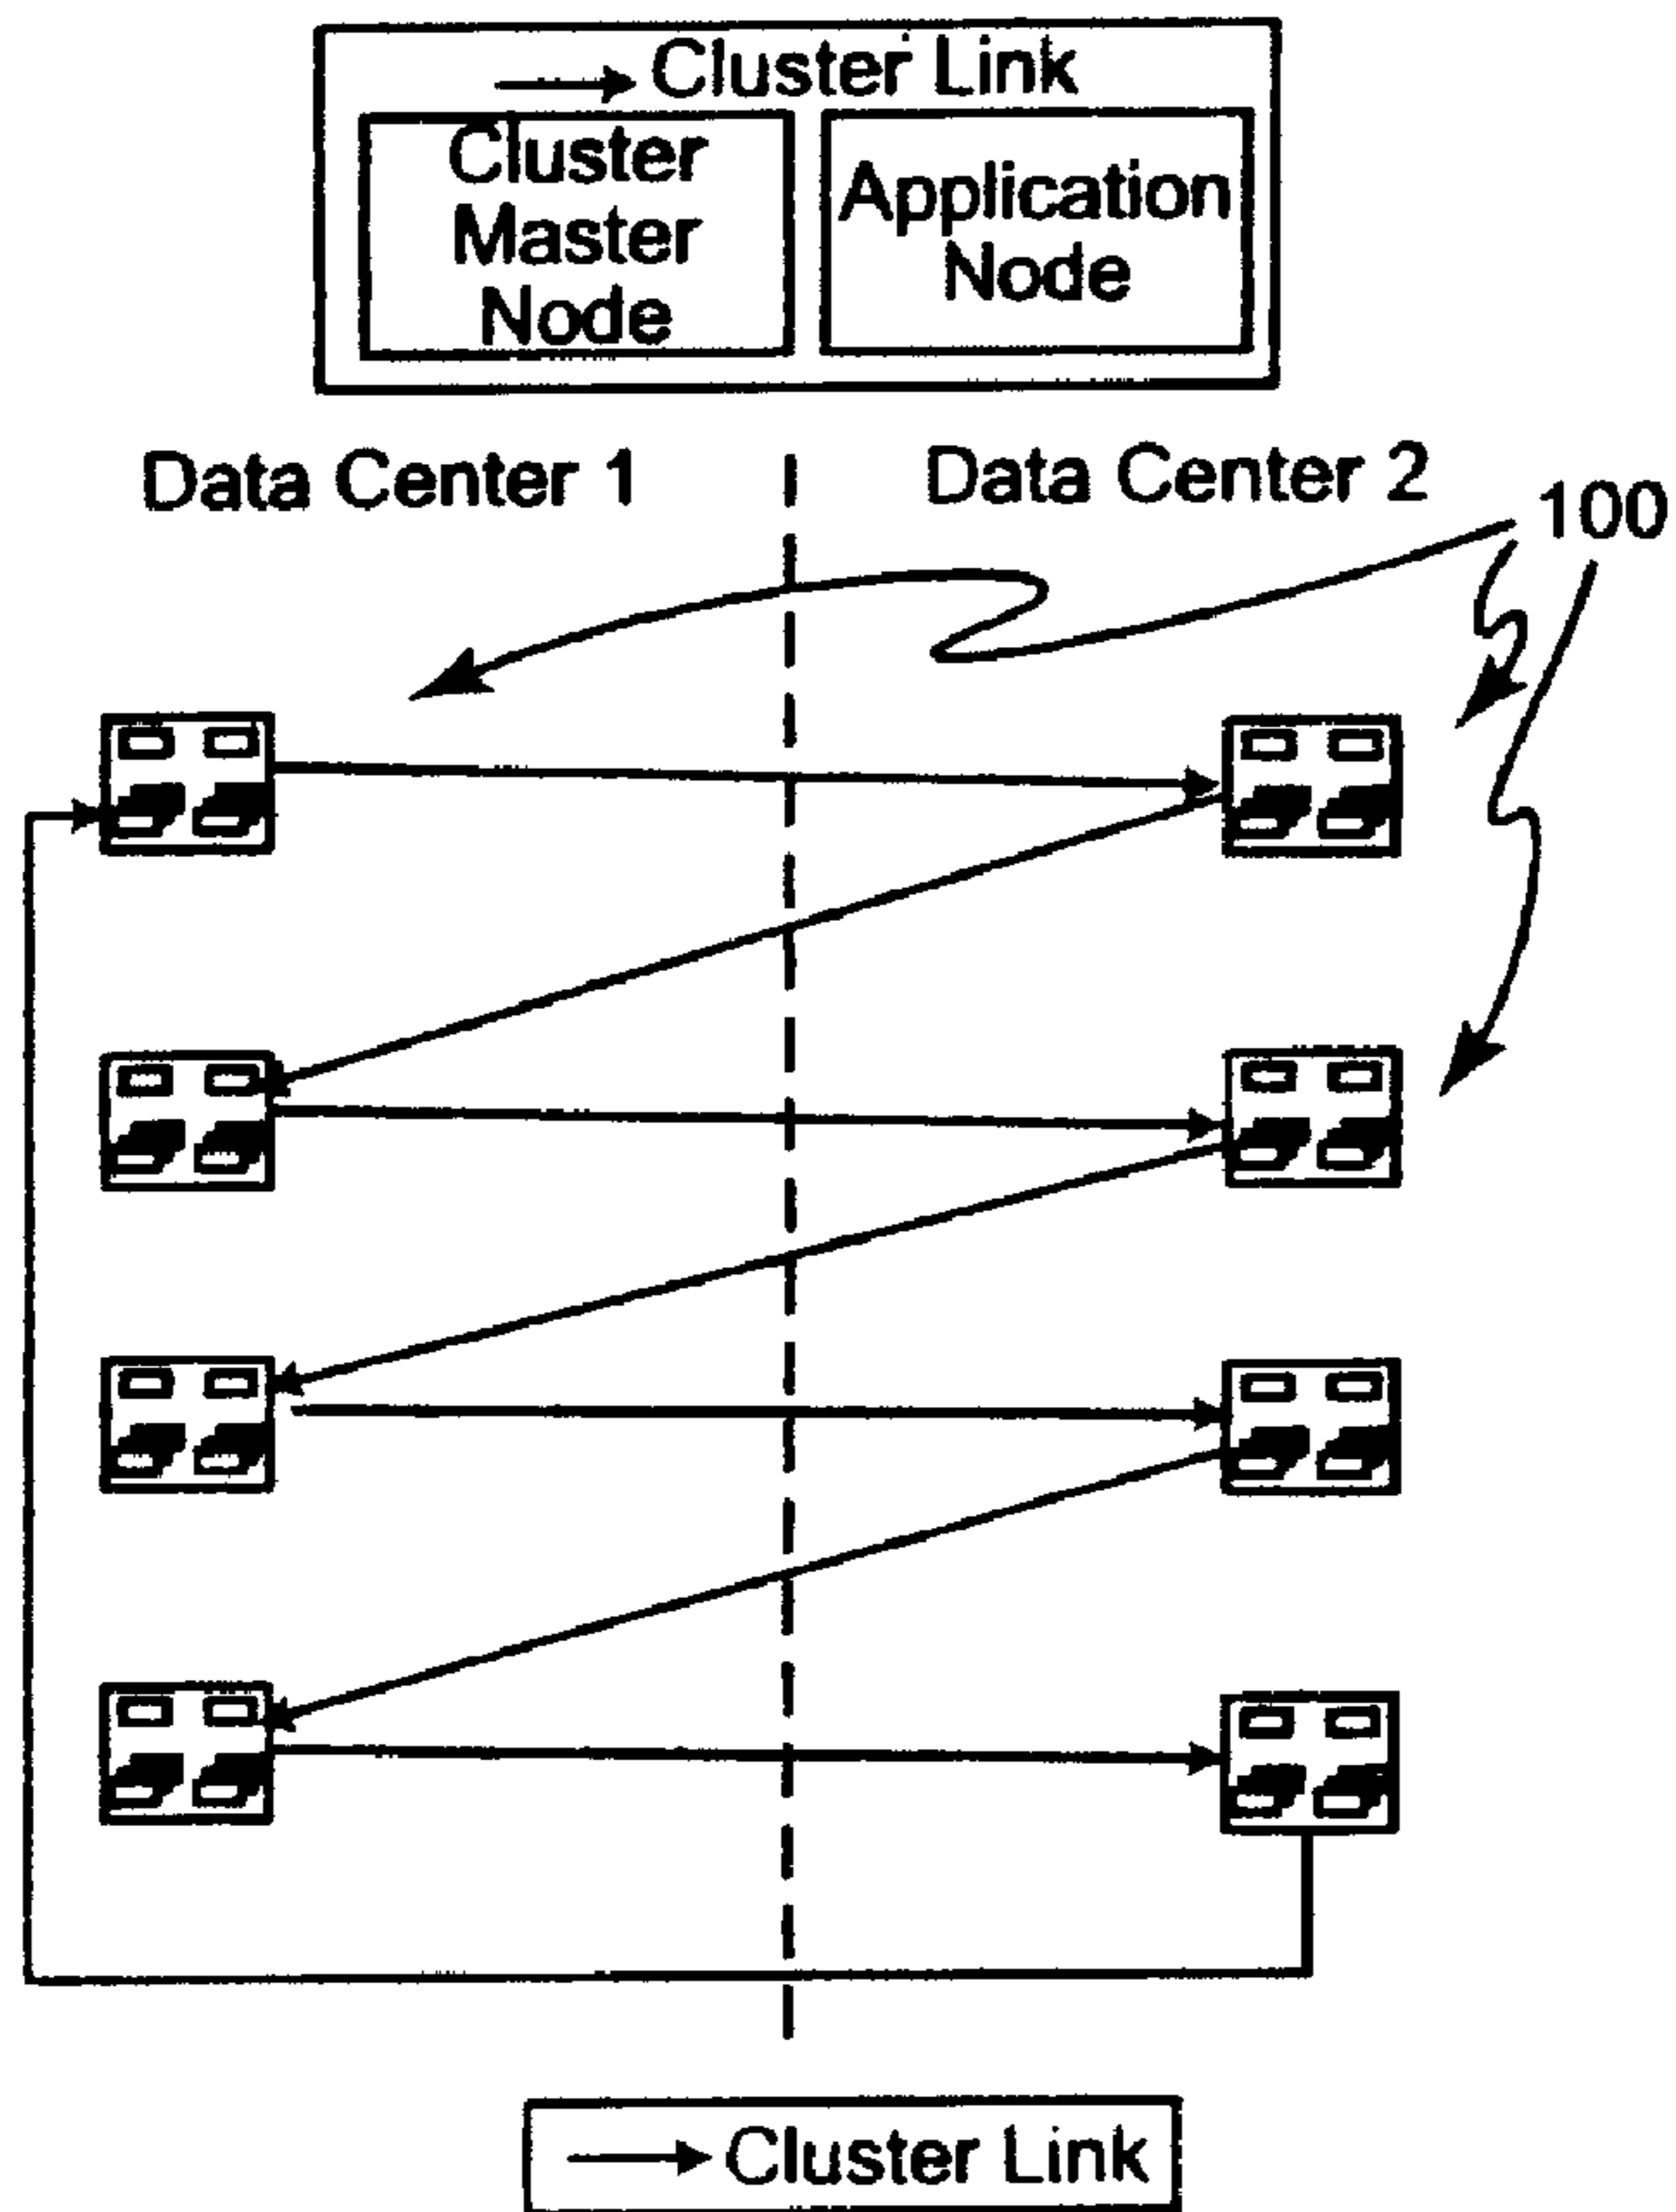 Cluster Link
Cluster
Master
Node
Application
Node
Data Center 1
Data Center 2
100
Cluster Link